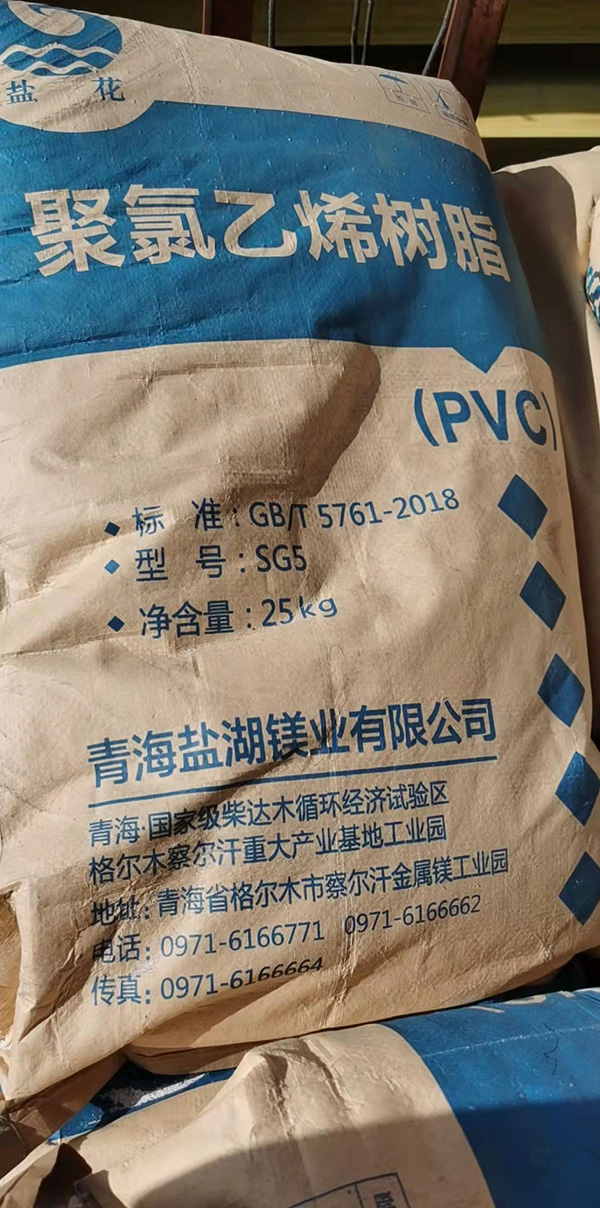 盐 花
聚氯乙烯树脂
(PVC)
标 准：GB/T 5761-2018
型 号：SG5
净含量：25kg
青海盐湖镁业有限公司
青海·国家级柴达木循环经济试验区
格尔木察尔汗重大产业基地工业园
地址：青海省格尔木市察尔汗金属镁工业园
电话：0971-6166771 0971-6166662
传真：0971-6166664